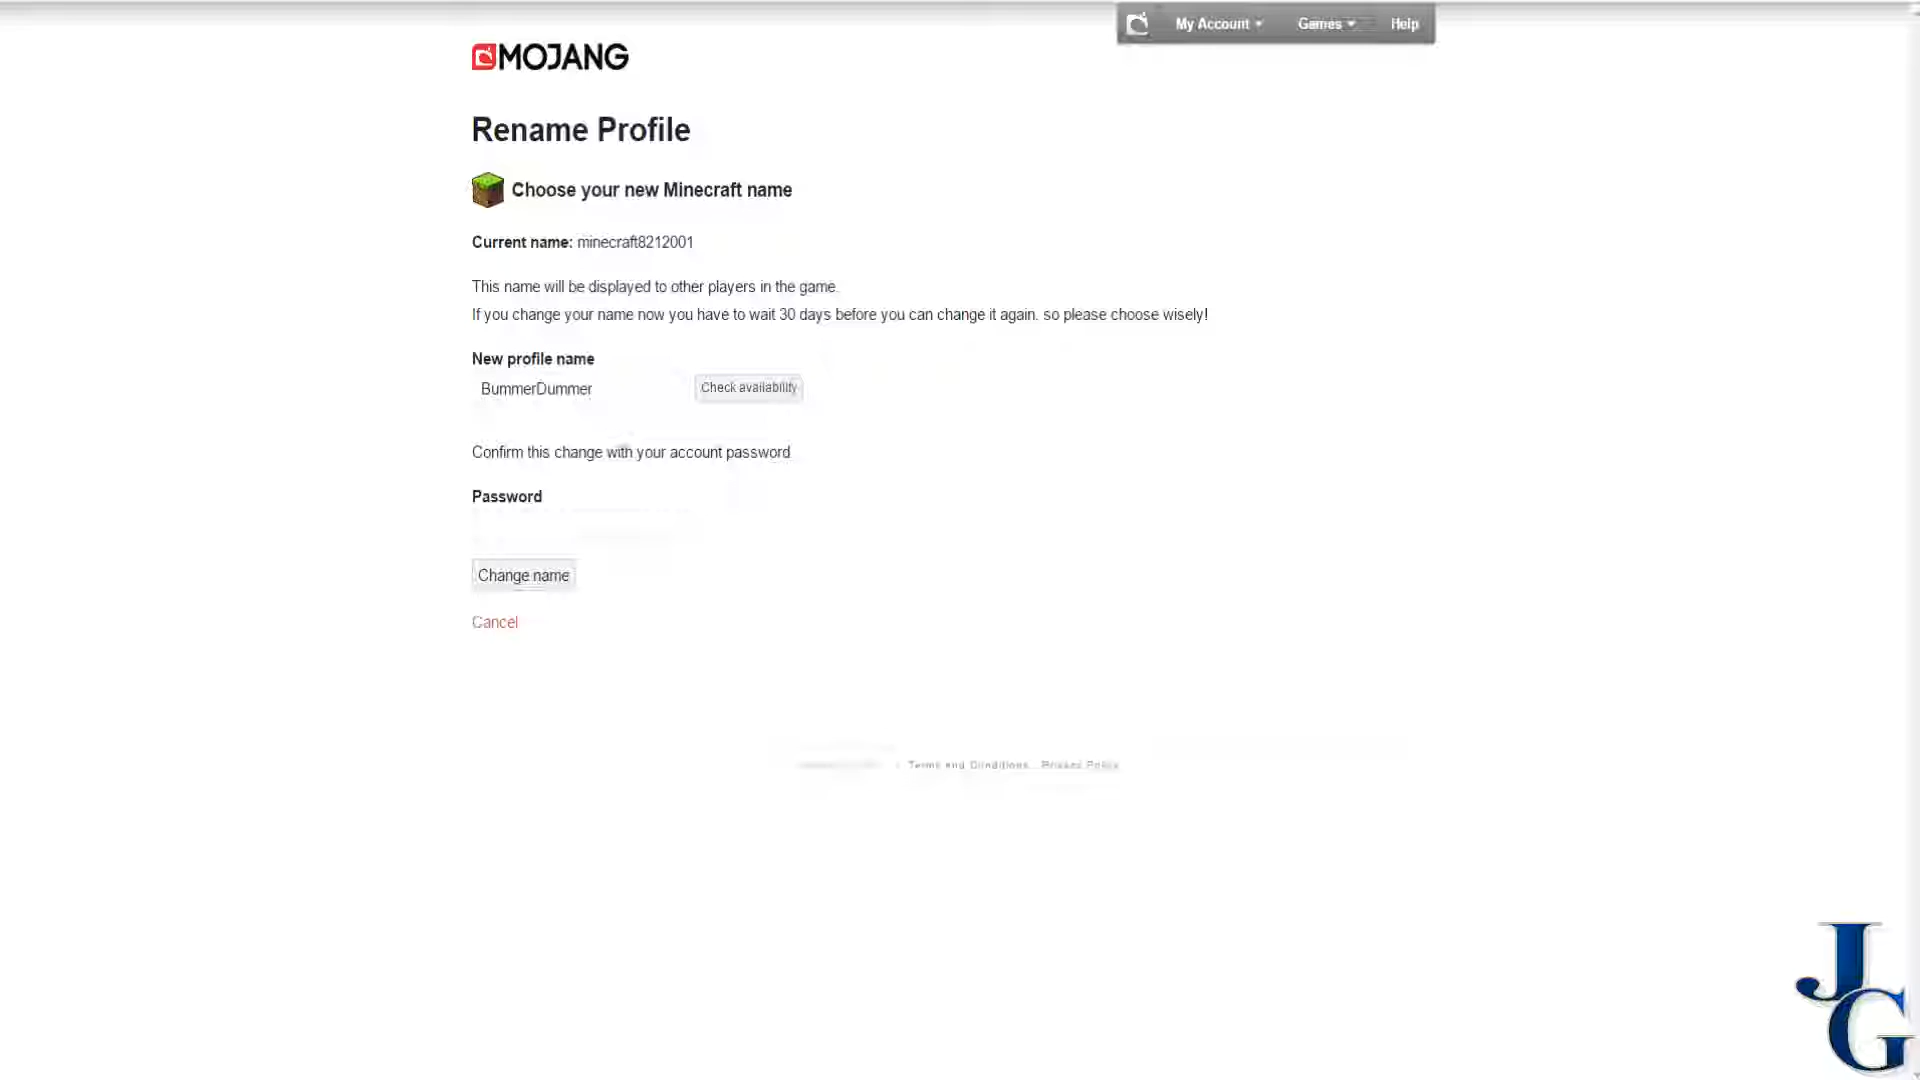 My Account Games Help
MOJANG
Rename Profile
Choose your new Minecraft name
Current name: minecraft8212001
This name will be displayed to other players in the game.
If you change your name now you have to wait 30 days before you can change it again. so please choose wisely!
New profile name
BummerDummer Check availability
Confirm this change with your account password
Password
Change name
Cancel
Terms and Conditions Privacy Policy
JG